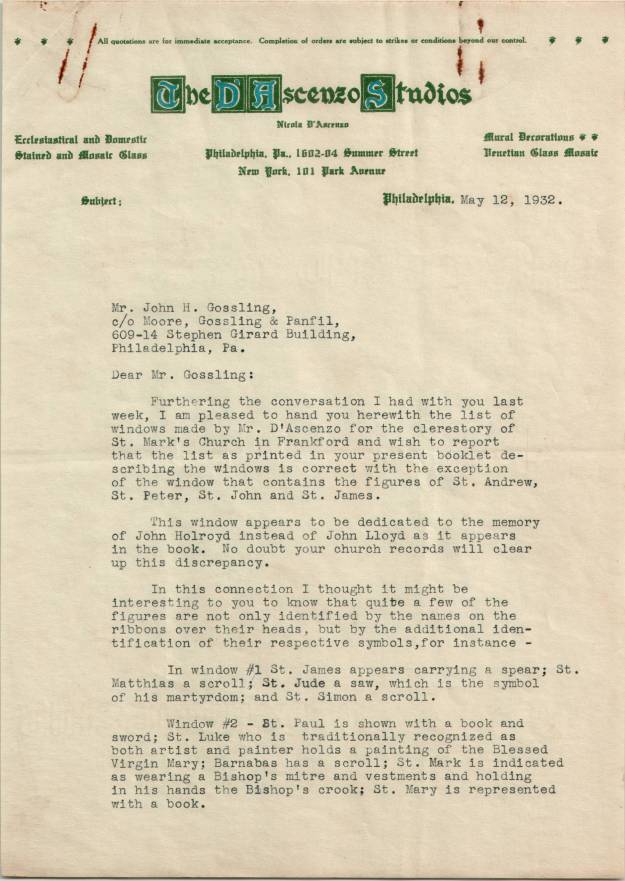 All quotations are for immediate acceptance. Completion of orders are subject to strikes or conditions beyond our control.
The D'Ascenzo Studios
Nicola D'Ascenzo
Ecclesiastical and Domestic
Stained and Mosaic Glass
Philadelphia, Pa., 1602-04 Summer Street
New York, 101 Park Avenue
Mural Decorations
Venetian Glass Mosaic
Subject;
Philadelphia, May 12, 1932.
Mr. John H. Gossling,
c/o Moore, Gossling & Panfil,
609-14 Stephen Girard Building,
Philadelphia, Pa.
Dear Mr. Gossling:
Furthering the conversation I had with you last
week, I am pleased to hand you herewith the list of
windows made by Mr. D'Ascenzo for the clerestory of
St. Mark's Church in Frankford and wish to report
that the list as printed in your present booklet de-
scribing the windows is correct with the exception
of the window that contains the figures of St. Andrew,
St. Peter, St. John and St. James.
This window appears to be dedicated to the memory
of John Holroyd instead of John Lloyd as it appears
in the book. No doubt your church records will clear
up this discrepancy.
In this connection I thought it might be
interesting to you to know that quite a few of the
figures are not only identified by the names on the
ribbons over their heads, but by the additional iden-
tification of their respective symbols,for instance -
In window #1 St. James appears carrying a spear; St.
Matthias a scroll; St. Jude a saw, which is the symbol
of his martyrdom; and St. Simon a scroll.
Window #2 - St. Paul is shown with a book and
sword; St. Luke who is traditionally recognized as
both artist and painter holds a painting of the Blessed
Virgin Mary; Barnabas has a scroll; St. Mark is indicated
as wearing a Bishop's mitre and vestments and holding
in his hands the Bishop's crook; St. Mary is represented
with a book.